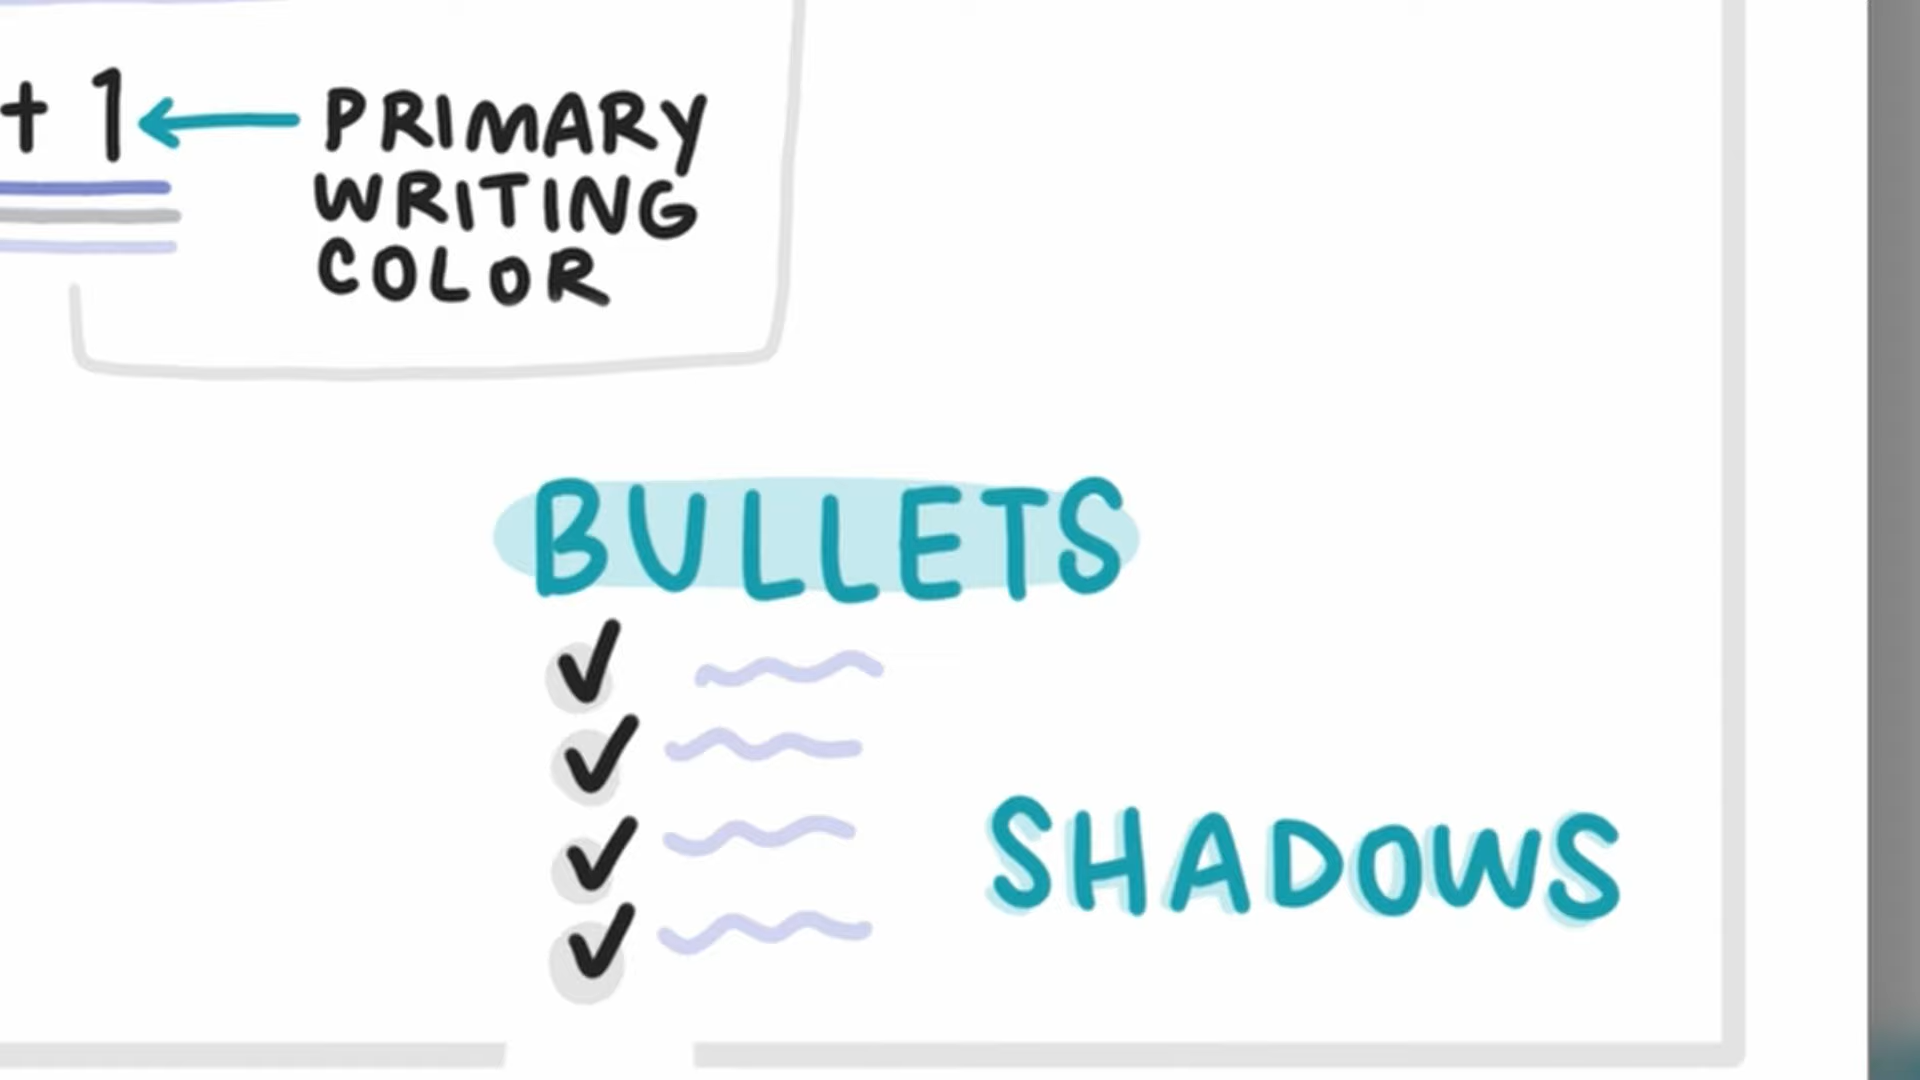 + 1
PRIMARY
WRITING
COLOR
BULLETS
SHADOWS